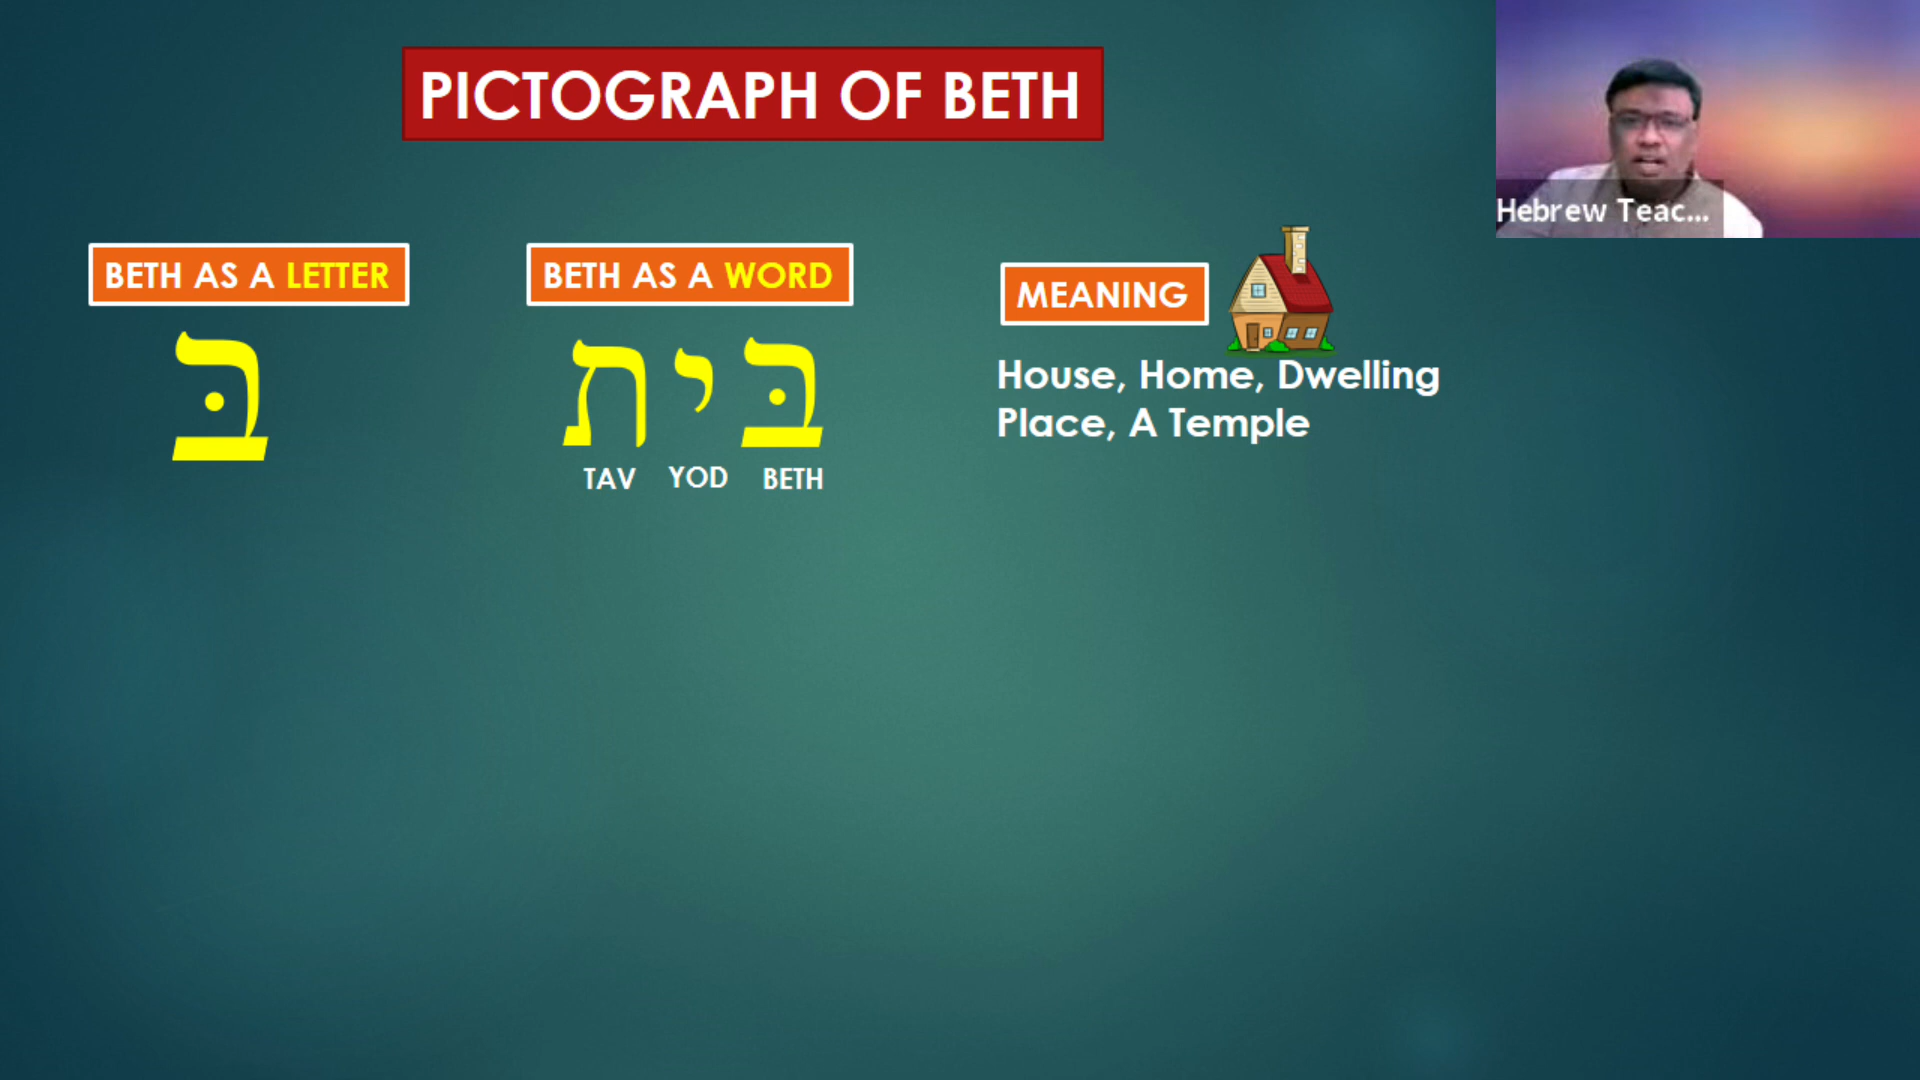 PICTOGRAPH OF BETH
Hebrew Teac...
BETH AS A LETTER
בּ
BETH AS A WORD
בּ י ת
TAV YOD BETH
MEANING
House, Home, Dwelling
Place, A Temple